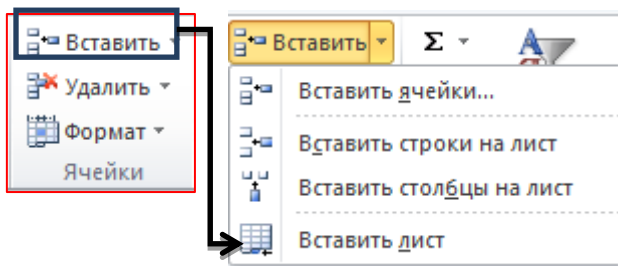 Вставить
Удалить
Формат
Ячейки
Вставить Σ
Вставить ячейки...
Вставить строки на лист
Вставить столбцы на лист
Вставить лист